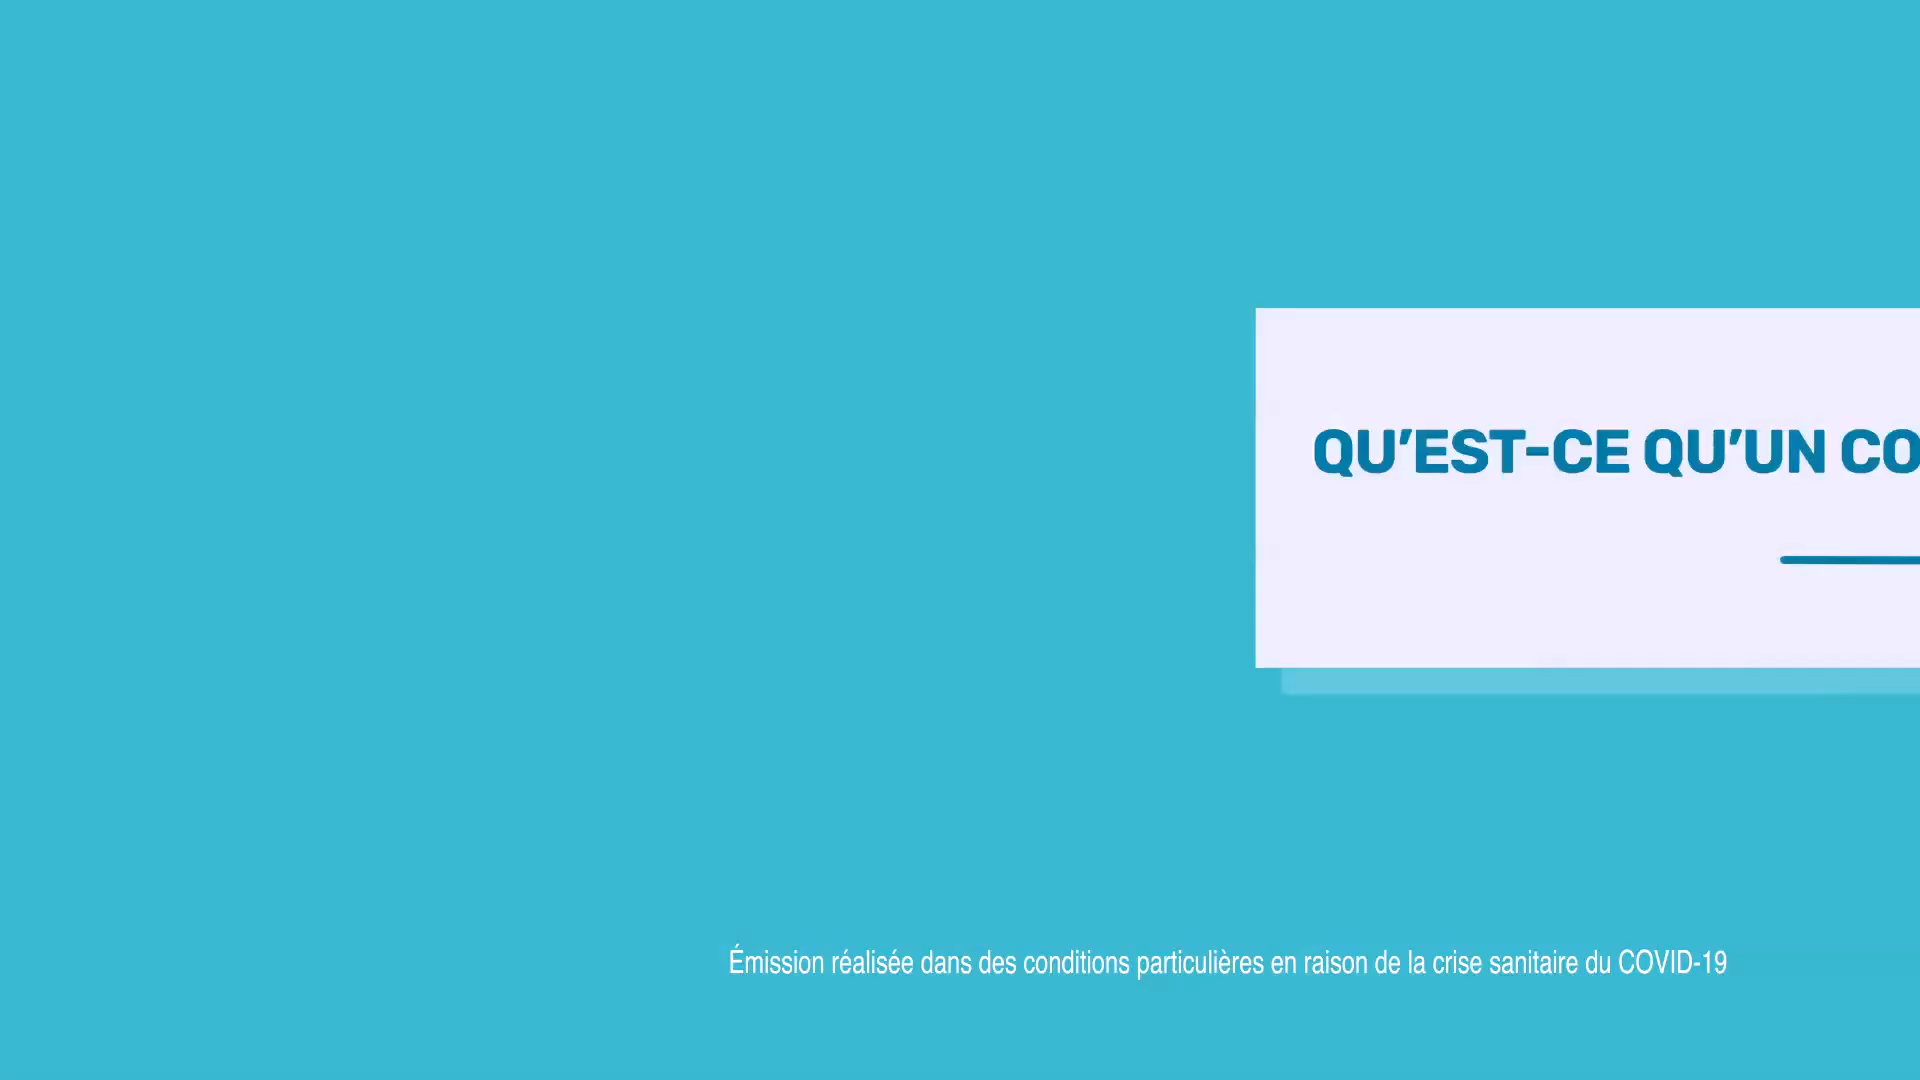 QU’EST-CE QU’UN CO
Émission réalisée dans des conditions particulières en raison de la crise sanitaire du COVID-19